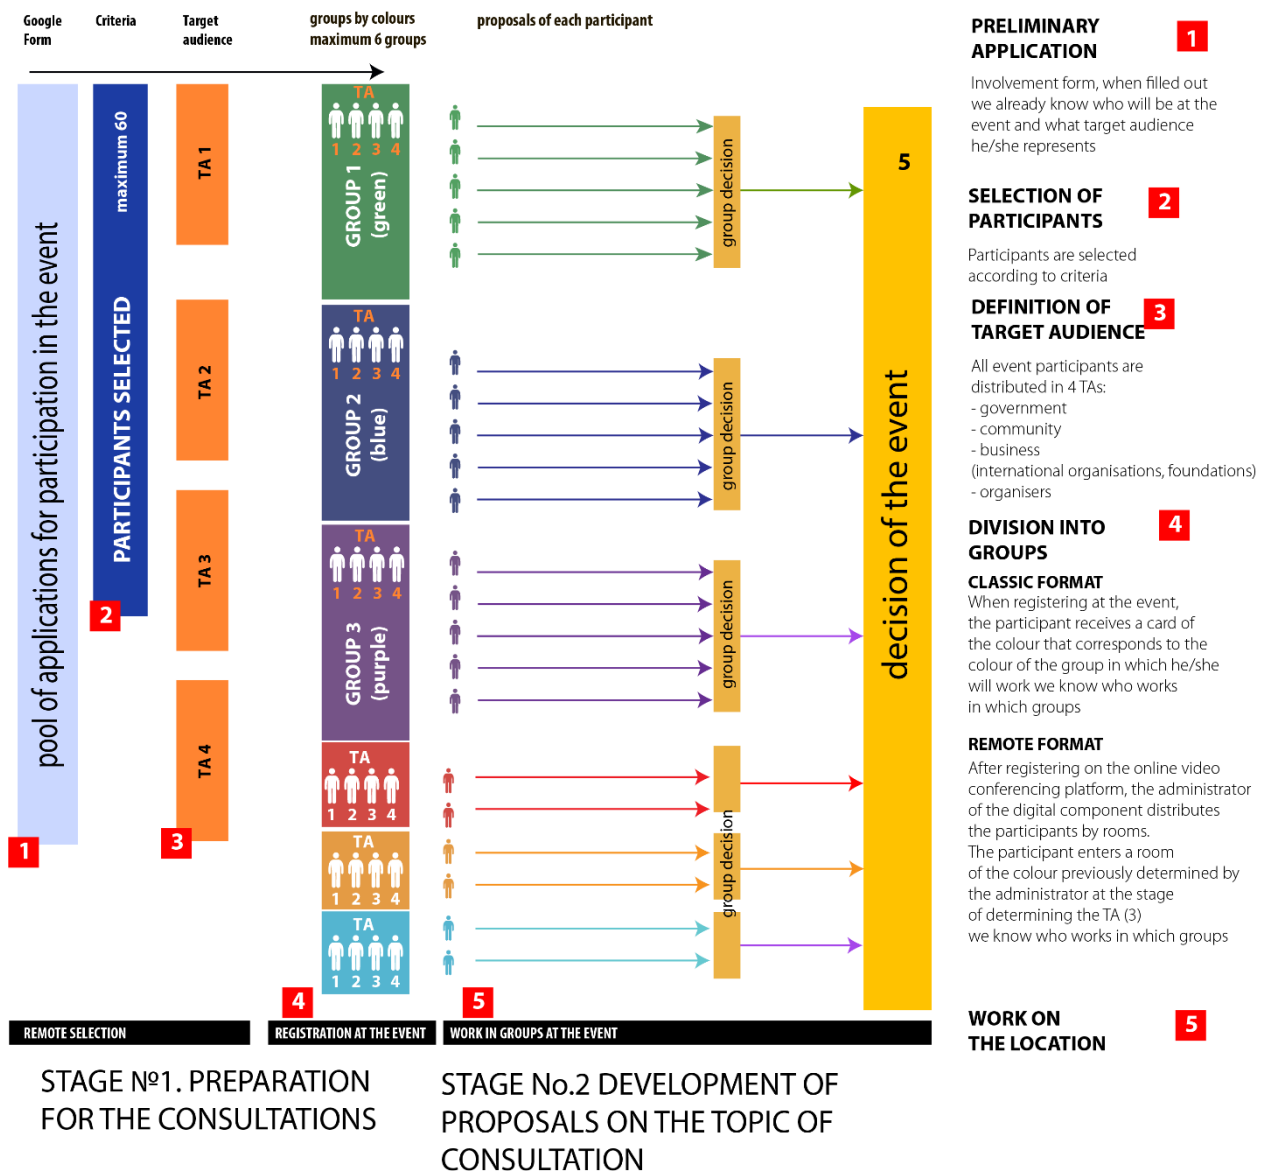 Google
Form
Criteria
Target
audience
groups by colours
maximum 6 groups
proposals of each participant
pool of applications for participation in the event
1
PARTICIPANTS SELECTED
maximum 60
2
TA 1
TA 2
TA 3
TA 4
3
TA
1 2 3 4
GROUP 1
(green)
TA
1 2 3 4
GROUP 2
(blue)
TA
1 2 3 4
GROUP 3
(purple)
TA
1 2 3 4
TA
1 2 3 4
TA
1 2 3 4
4
group decision
group decision
group decision
group decision
5
5
decision of the event
REMOTE SELECTION
REGISTRATION AT THE EVENT
WORK IN GROUPS AT THE EVENT
STAGE Nº1. PREPARATION
FOR THE CONSULTATIONS
STAGE No.2 DEVELOPMENT OF
PROPOSALS ON THE TOPIC OF
CONSULTATION
PRELIMINARY
APPLICATION
1
Involvement form, when filled out
we already know who will be at the
event and what target audience
he/she represents
SELECTION OF
PARTICIPANTS
2
Participants are selected
according to criteria
DEFINITION OF
TARGET AUDIENCE
3
All event participants are
distributed in 4 TAs:
- government
- community
- business
(international organisations, foundations)
- organisers
DIVISION INTO
GROUPS
4
CLASSIC FORMAT
When registering at the event,
the participant receives a card of
the colour that corresponds to the
colour of the group in which he/she
will work we know who works
in which groups
REMOTE FORMAT
After registering on the online video
conferencing platform, the administrator
of the digital component distributes
the participants by rooms.
The participant enters a room
of the colour previously determined by
the administrator at the stage
of determining the TA (3)
we know who works in which groups
WORK ON
THE LOCATION
5